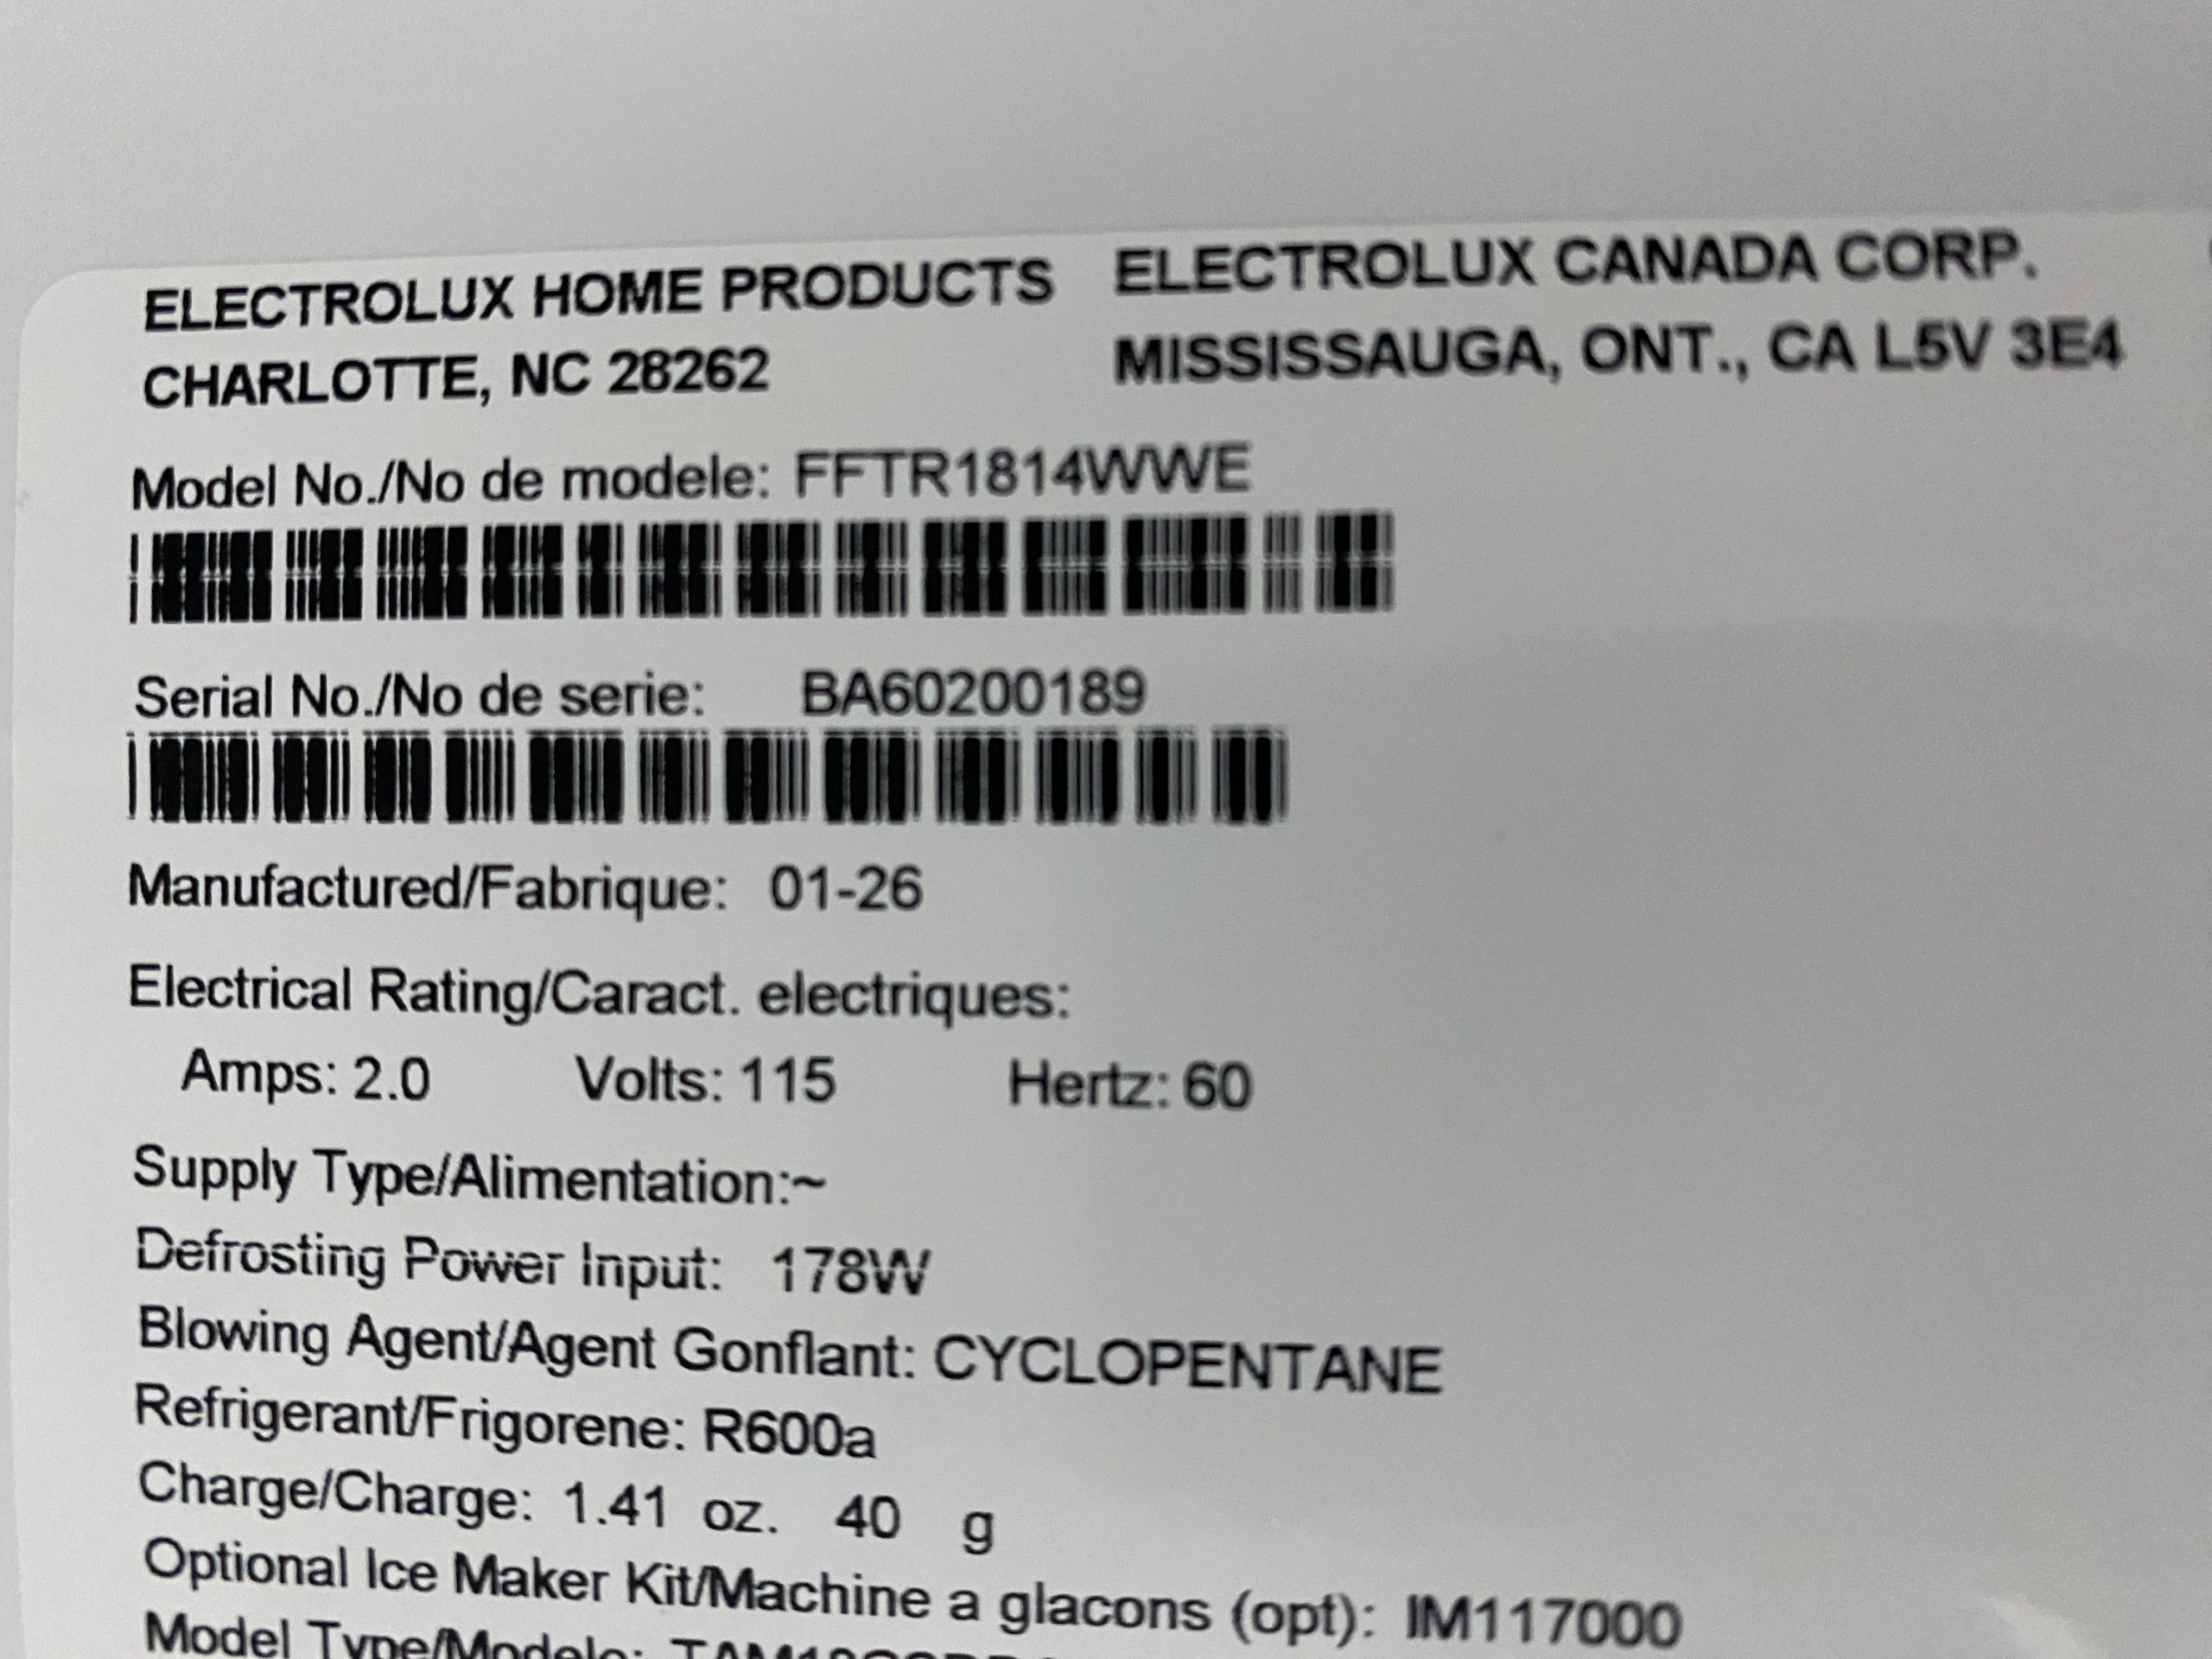 ELECTROLUX HOME PRODUCTS ELECTROLUX CANADA CORP.
CHARLOTTE, NC 28262 MISSISSAUGA, ONT., CA L5V 3E4
Model No./No de modele: FFTR1814WWE
Serial No./No de serie: BA60200189
Manufactured/Fabrique: 01-26
Electrical Rating/Caract. electriques:
Amps: 2.0 Volts: 115 Hertz: 60
Supply Type/Alimentation:~
Defrosting Power Input: 178W
Blowing Agent/Agent Gonflant: CYCLOPENTANE
Refrigerant/Frigorene: R600a
Charge/Charge: 1.41 oz. 40 g
Optional Ice Maker Kit/Machine a glacons (opt): IM117000
Model Type/Modele: